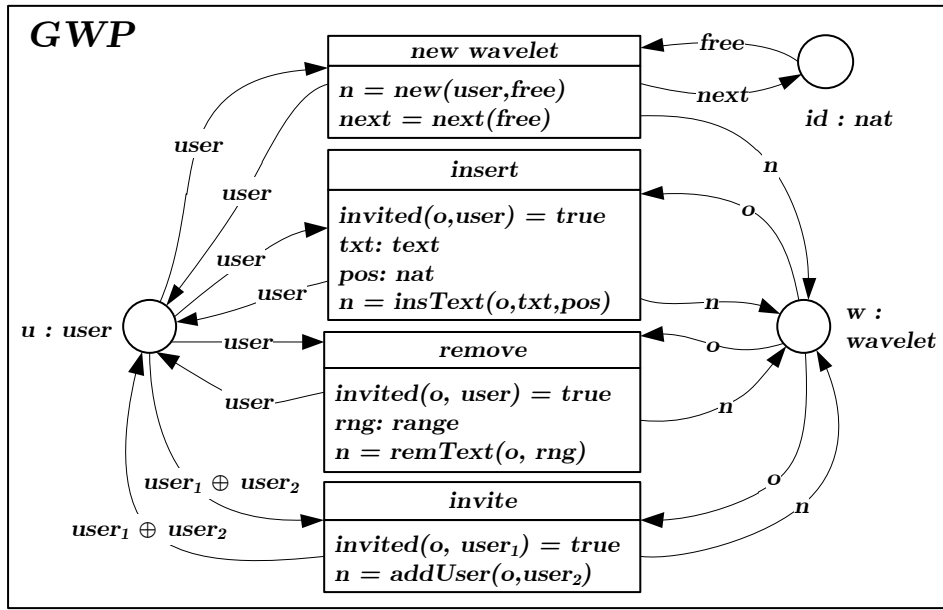 GWP
new wavelet
n = new(user,free)
next = next(free)
free
next
id : nat
user
user
n
insert
invited(o,user) = true
txt: text
pos: nat
n = insText(o,txt,pos)
user
user
o
n
u : user
w :
wavelet
remove
invited(o, user) = true
rng: range
n = remText(o, rng)
user
user
o
n
user₁ ⊕ user₂
user₁ ⊕ user₂
invite
invited(o, user₁) = true
n = addUser(o,user₂)
o
n